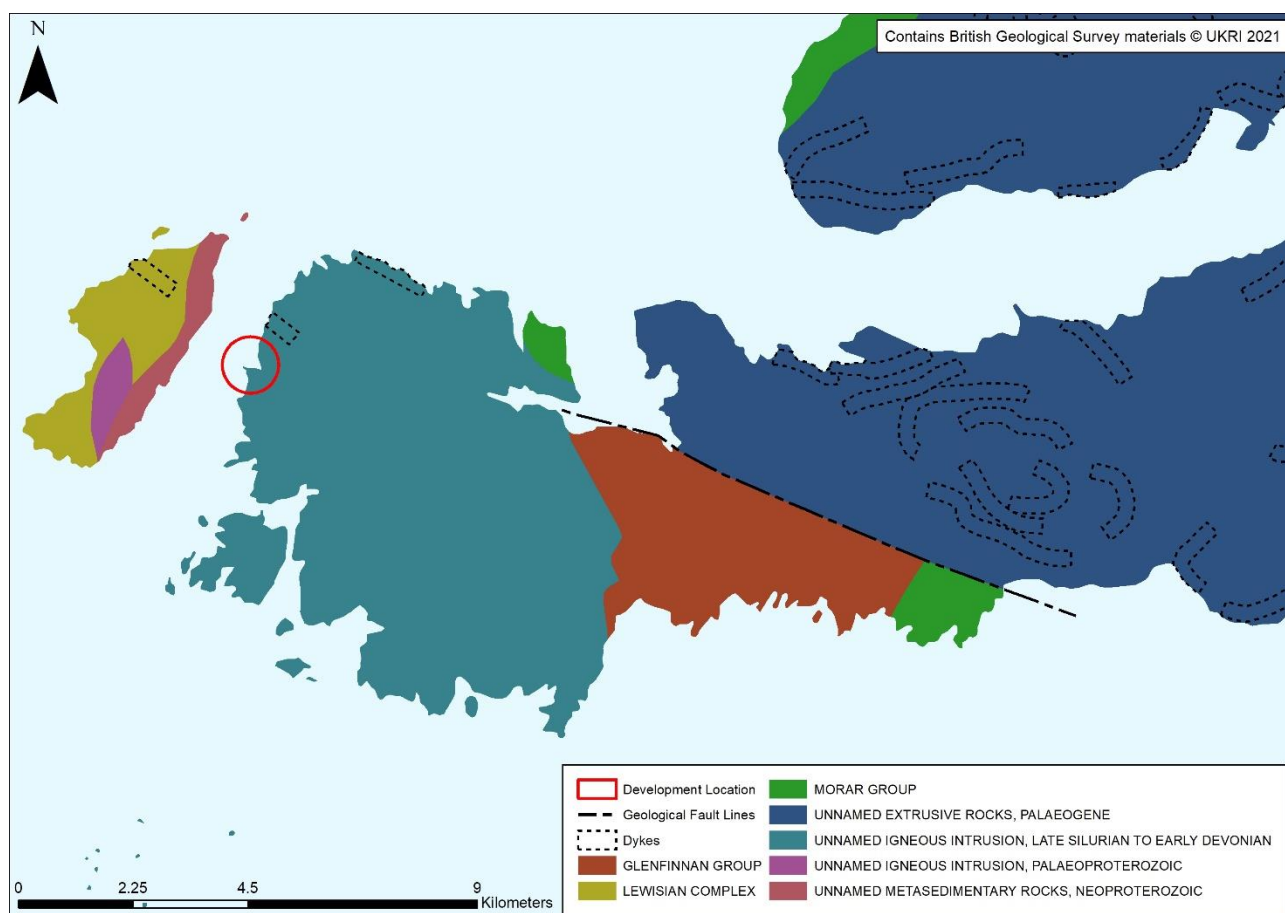 N
Contains British Geological Survey materials © UKRI 2021
Development Location
Geological Fault Lines
Dykes
GLENFINNAN GROUP
LEWISIAN COMPLEX
MORAR GROUP
UNNAMED EXTRUSIVE ROCKS, PALAEOGENE
UNNAMED IGNEOUS INTRUSION, LATE SILURIAN TO EARLY DEVONIAN
UNNAMED IGNEOUS INTRUSION, PALAEOPROTEROZOIC
UNNAMED METASEDIMENTARY ROCKS, NEOPROTEROZOIC
0 2.25 4.5 9
Kilometers